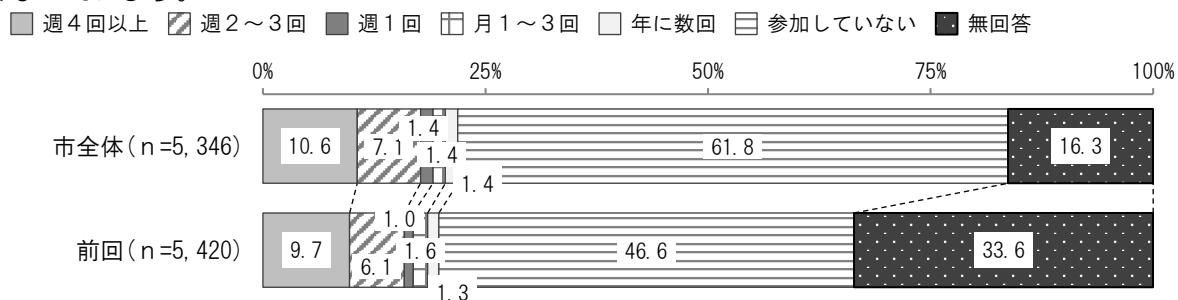 週４回以上 週２～３回 週１回 月１～３回 年に数回 参加していない 無回答
0% 25% 50% 75% 100%
市全体(ｎ=5,346) 10.6 7.1 1.4 1.4 1.4 61.8 16.3
前回(ｎ=5,420) 9.7 6.1 1.0 1.6 1.3 46.6 33.6